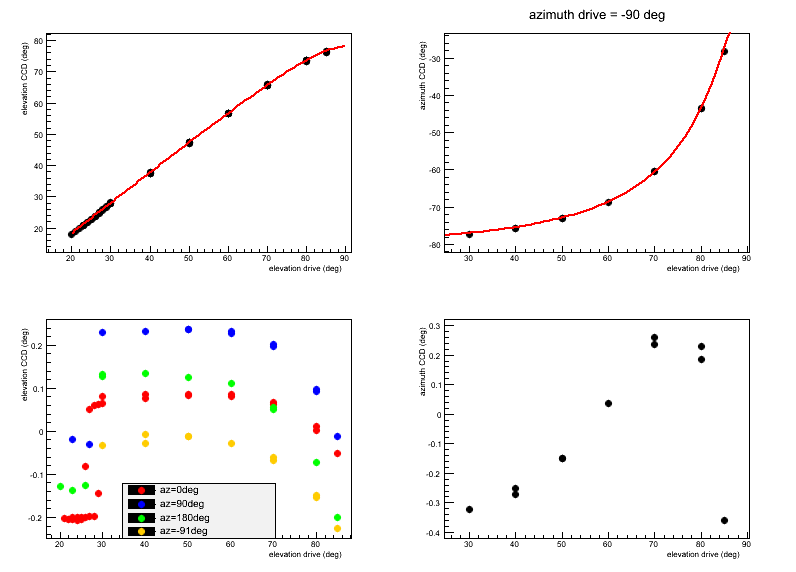 azimuth drive = -90 deg
elevation CCD (deg)
80
70
60
50
40
30
20
20 30 40 50 60 70 80 90
elevation drive (deg)
azimuth CCD (deg)
-30
-40
-50
-60
-70
-80
30 40 50 60 70 80 90
elevation drive (deg)
elevation CCD (deg)
0.2
0.1
0
-0.1
-0.2
az=0deg
az=90deg
az=180deg
az=-91deg
20 30 40 50 60 70 80
elevation drive (deg)
azimuth CCD (deg)
0.3
0.2
0.1
0
-0.1
-0.2
-0.3
-0.4
30 40 50 60 70 80 90
elevation drive (deg)